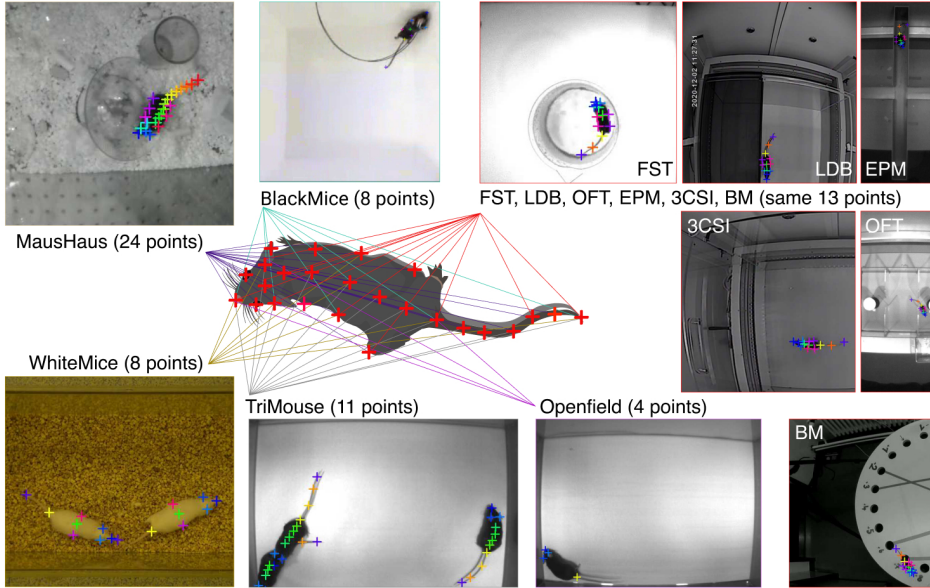 2020-12-02 11:27:31
FST
LDB
EPM
BlackMice (8 points)
FST, LDB, OFT, EPM, 3CSI, BM (same 13 points)
MausHaus (24 points)
3CSI
OFT
WhiteMice (8 points)
TriMouse (11 points)
Openfield (4 points)
BM